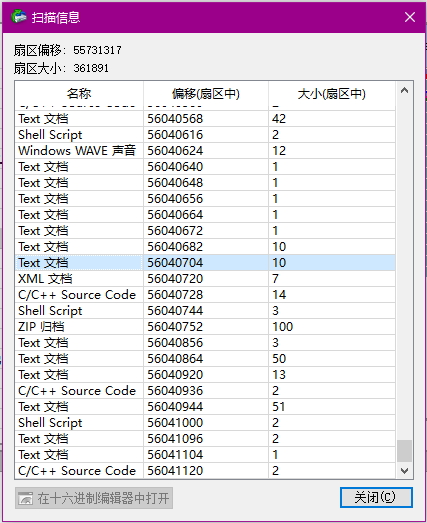 扫描信息
扇区偏移: 55731317
扇区大小: 361891
名称 偏移(扇区中) 大小(扇区中)
Text 文档 56040568 42
Shell Script 56040616 2
Windows WAVE 声音 56040624 12
Text 文档 56040640 1
Text 文档 56040648 1
Text 文档 56040656 1
Text 文档 56040664 1
Text 文档 56040672 1
Text 文档 56040682 10
Text 文档 56040704 10
XML 文档 56040720 7
C/C++ Source Code 56040728 14
Shell Script 56040744 3
ZIP 归档 56040752 100
Text 文档 56040856 3
Text 文档 56040864 50
Text 文档 56040920 13
C/C++ Source Code 56040936 2
Text 文档 56040944 51
Shell Script 56041000 2
Text 文档 56041096 2
Text 文档 56041104 1
C/C++ Source Code 56041120 2
在十六进制编辑器中打开 关闭(C)